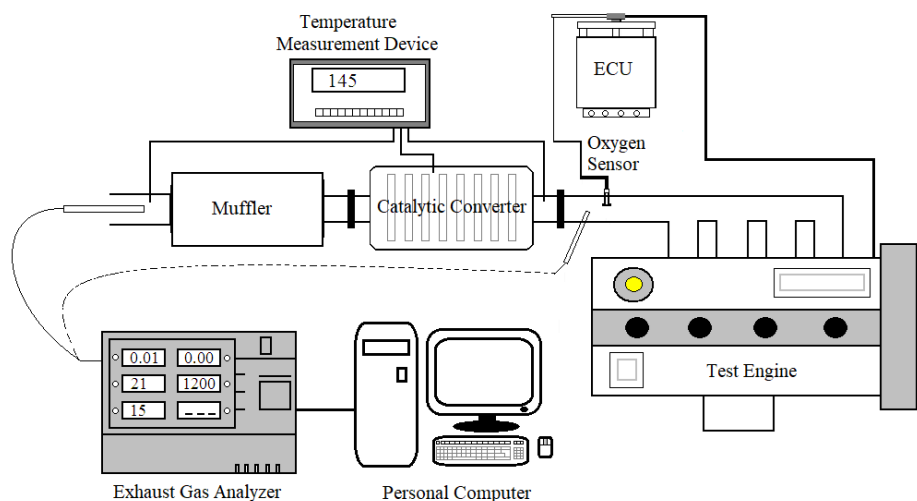 Temperature
Measurement Device
145
ECU
Oxygen
Sensor
Muffler
Catalytic Converter
0.01 0.00
21 1200
15 ---
Test Engine
Exhaust Gas Analyzer
Personal Computer